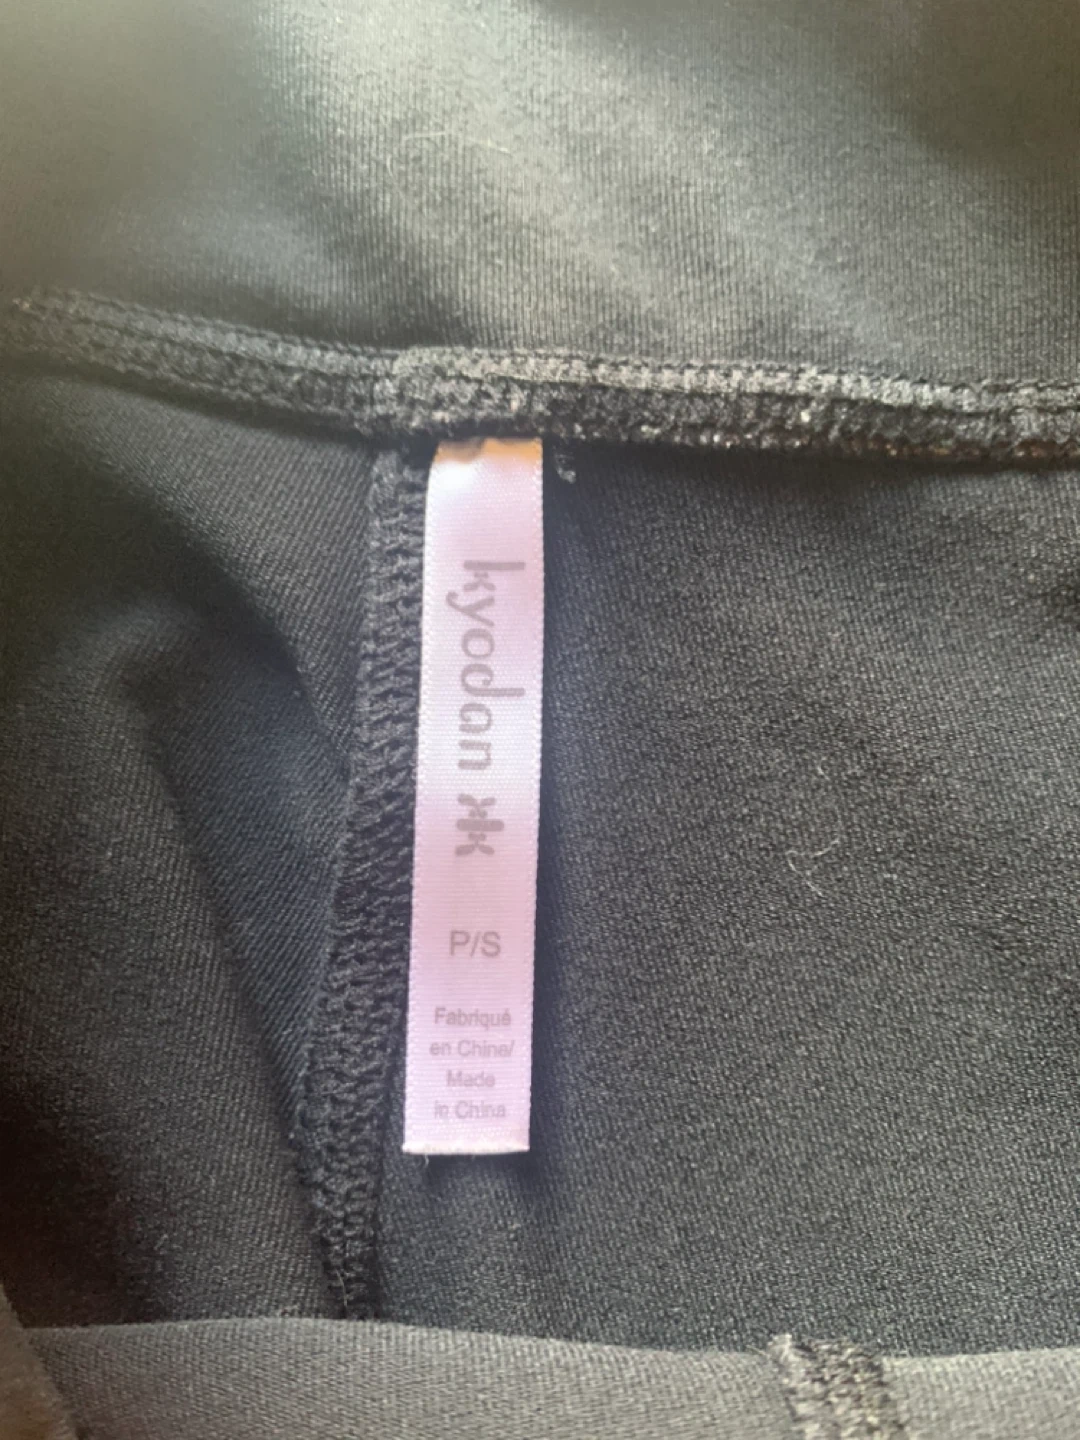 kyodan
P/S
Fabriqué
en Chine/
Made
in China